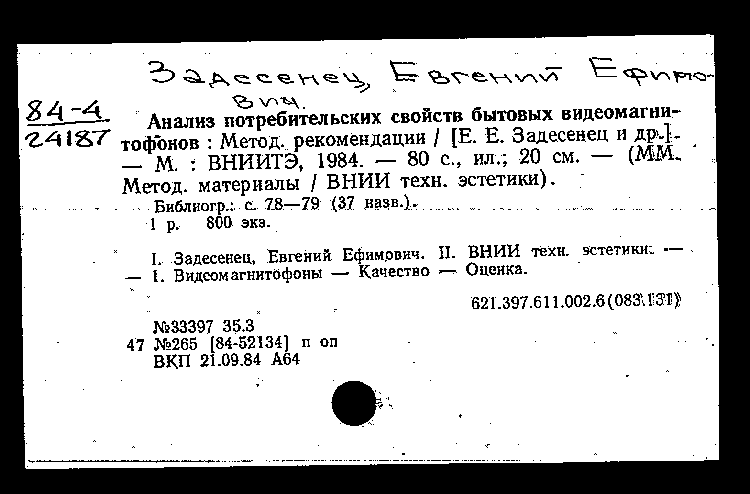 Задесенец, Евгений Ефимо-
вич.
84-4
24187
Анализ потребительских свойств бытовых видеомагни-
тофонов : Метод. рекомендации / [Е. Е. Задесенец и др.].
— М. : ВНИИТЭ, 1984. — 80 с., ил.; 20 см. — (ММ.
Метод. материалы / ВНИИ техн. эстетики).
Библиогр.: с. 78—79 (37 назв.).
1 р. 800 экз.
I. Задесенец, Евгений Ефимович. II. ВНИИ техн. эстетики. —
— 1. Видеомагнитофоны — Качество — Оценка.
621.397.611.002.6(083.131)
№33397 35.3
47 №265 [84-52134] п оп
ВКП 21.09.84 А64